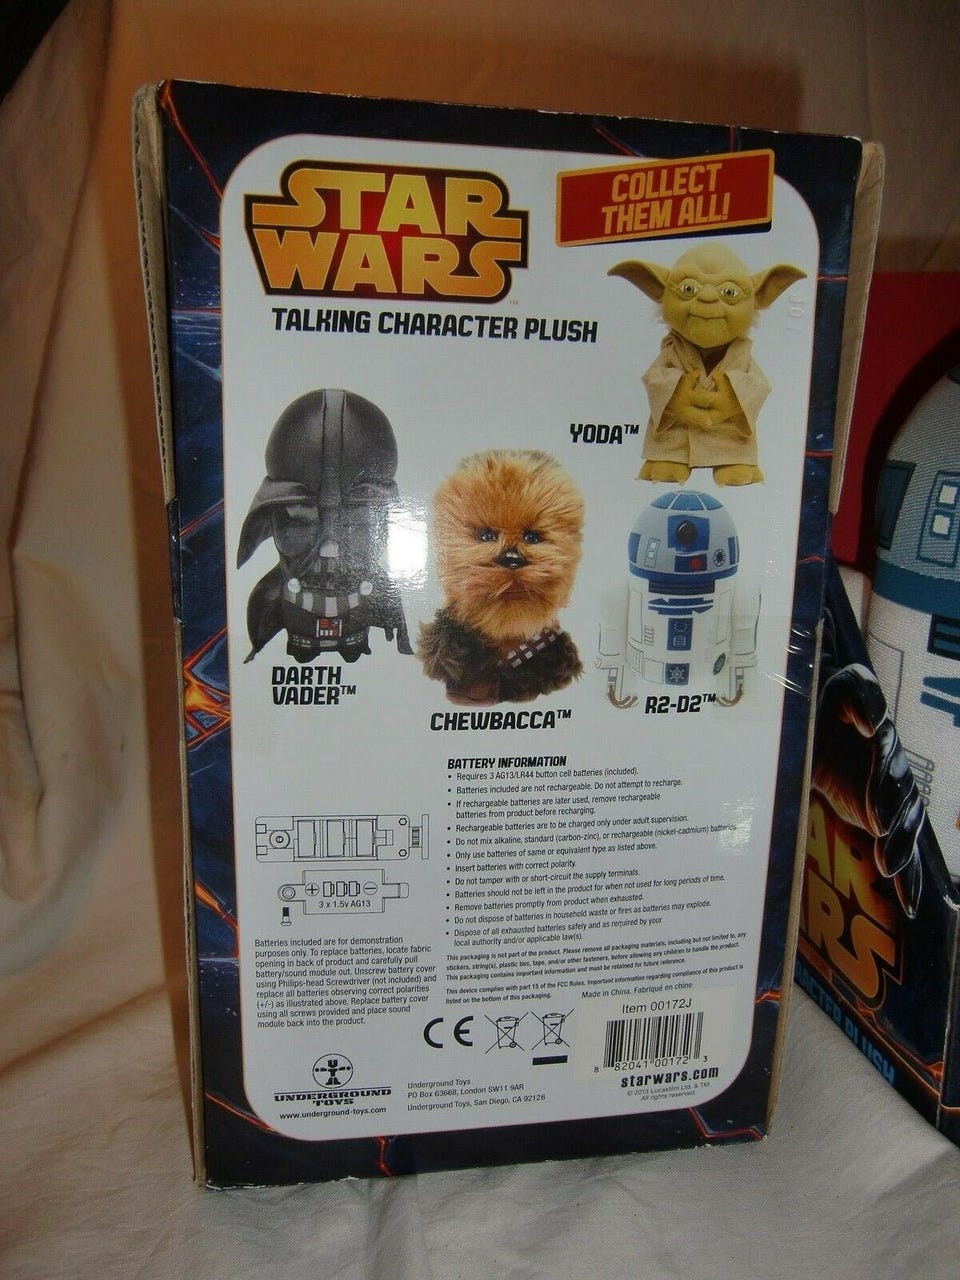 STAR
WARS™
TALKING CHARACTER PLUSH
COLLECT
THEM ALL!
YODA™
DARTH
VADER™
CHEWBACCA™
R2-D2™
BATTERY INFORMATION
• Requires 3 AG13/LR44 button cell batteries (included).
• Batteries included are not rechargeable. Do not attempt to recharge.
• If rechargeable batteries are later used, remove rechargeable
batteries from product before recharging.
• Rechargeable batteries are to be charged only under adult supervision.
• Do not mix alkaline, standard (carbon-zinc), or rechargeable (nickel-cadmium) batteries.
• Only use batteries of same or equivalent type as listed above.
• Insert batteries with correct polarity.
• Do not tamper with or short-circuit the supply terminals.
• Batteries should not be left in the product for when not used for long periods of time.
• Remove batteries promptly from product when exhausted.
• Do not dispose of batteries in household waste or fires as batteries may explode.
• Dispose of all exhausted batteries safely and as required by your
local authority and/or applicable law(s).
This packaging is not part of the product. Please remove all packaging materials, including but not limited to, any
stickers, string(s), plastic ties, tape, and/or other fasteners, before allowing any children to handle the product.
This packaging contains important information and must be retained for future reference.
This device complies with part 15 of the FCC Rules. Important information regarding compliance of this product is
listed on the bottom of this packaging.
Made in China. Fabriqué en chine
+ −
3 x 1.5v AG13
Batteries included are for demonstration
purposes only. To replace batteries, locate fabric
opening in back of product and carefully pull
battery/sound module out. Unscrew battery cover
using Philips-head Screwdriver (not included) and
replace all batteries observing correct polarities
(+/-) as illustrated above. Replace battery cover
using all screws provided and place sound
module back into the product.
CE
Item 00172J
8 82041 00172 3
starwars.com
© 2013 Lucasfilm Ltd. & TM.
All rights reserved.
UNDERGROUND
TOYS
www.underground-toys.com
Underground Toys
PO Box 63668, London SW11 9AR
Underground Toys, San Diego, CA 92126
AR
ARS
ACTER PLUSH